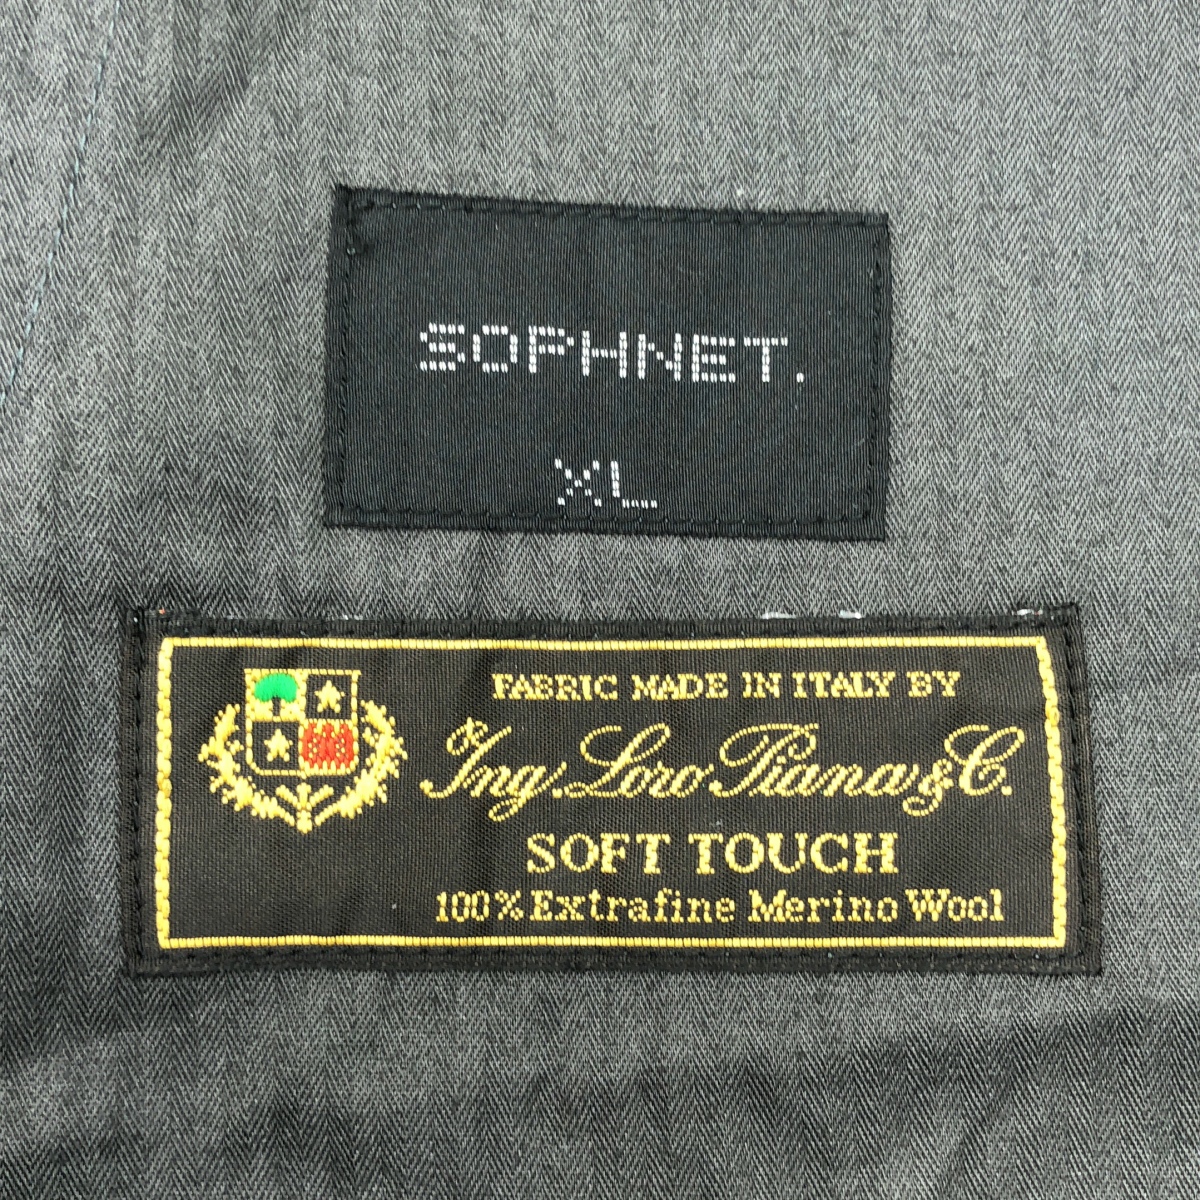 SOPHNET.
XL
FABRIC MADE IN ITALY BY
Ing. Loro Piana & C.
SOFT TOUCH
100% Extrafine Merino Wool